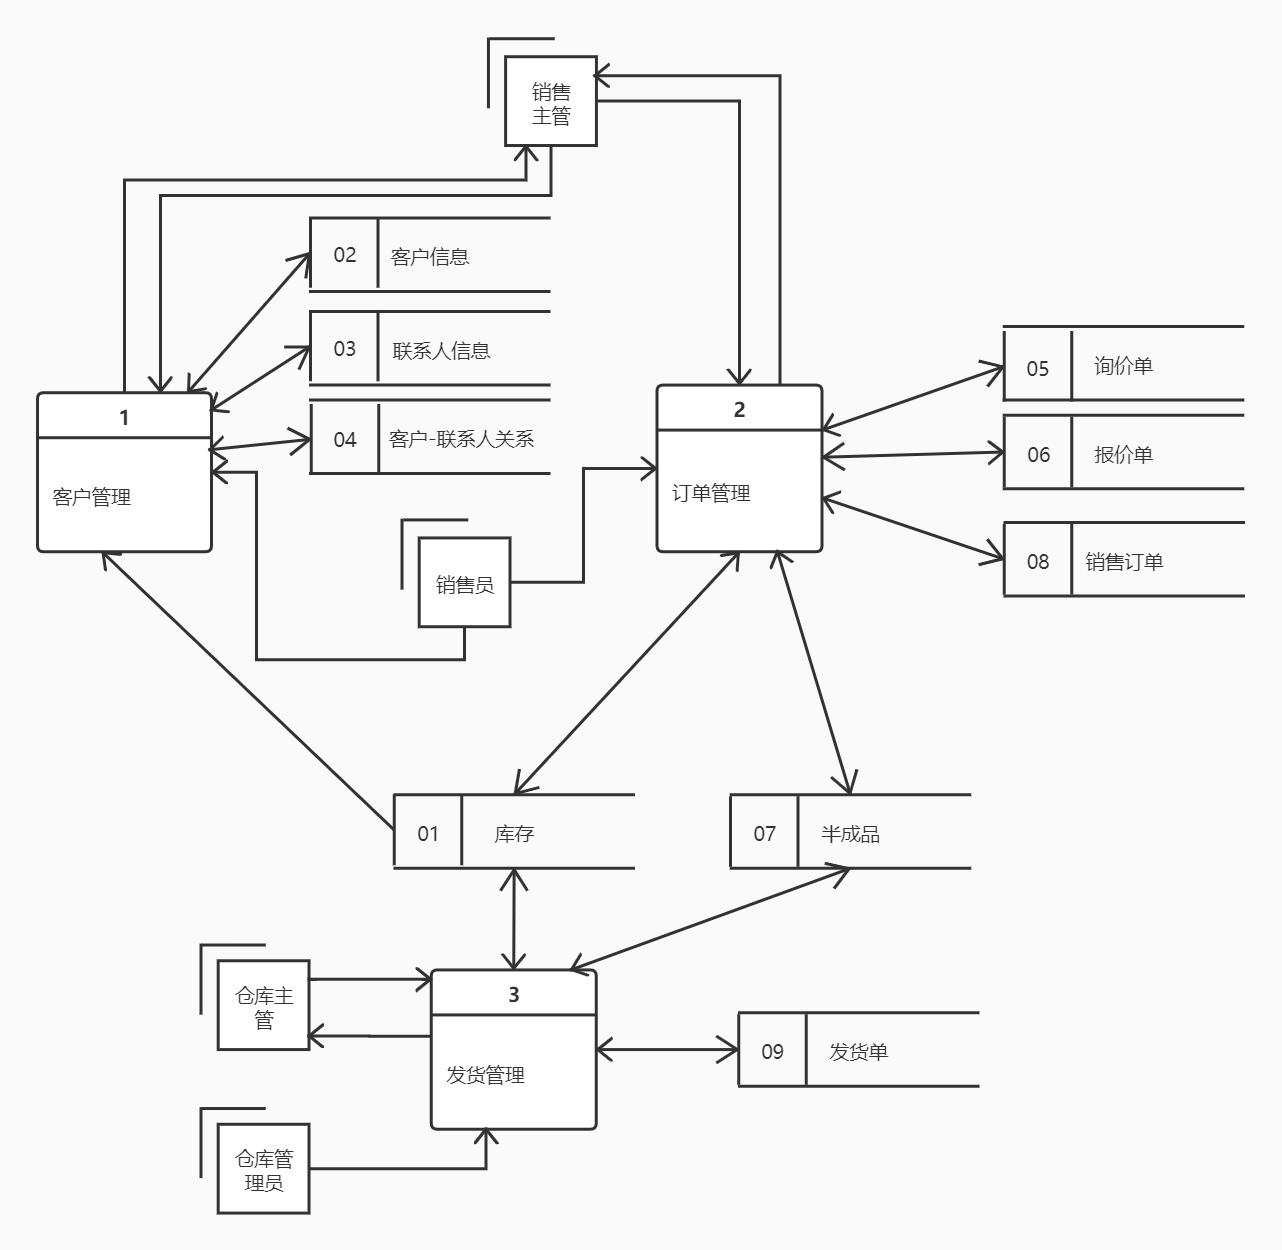 销售
主管
02
客户信息
03
联系人信息
04
客户-联系人关系
1
客户管理
2
订单管理
05
询价单
06
报价单
08
销售订单
销售员
01
库存
07
半成品
仓库主
管
3
发货管理
09
发货单
仓库管
理员